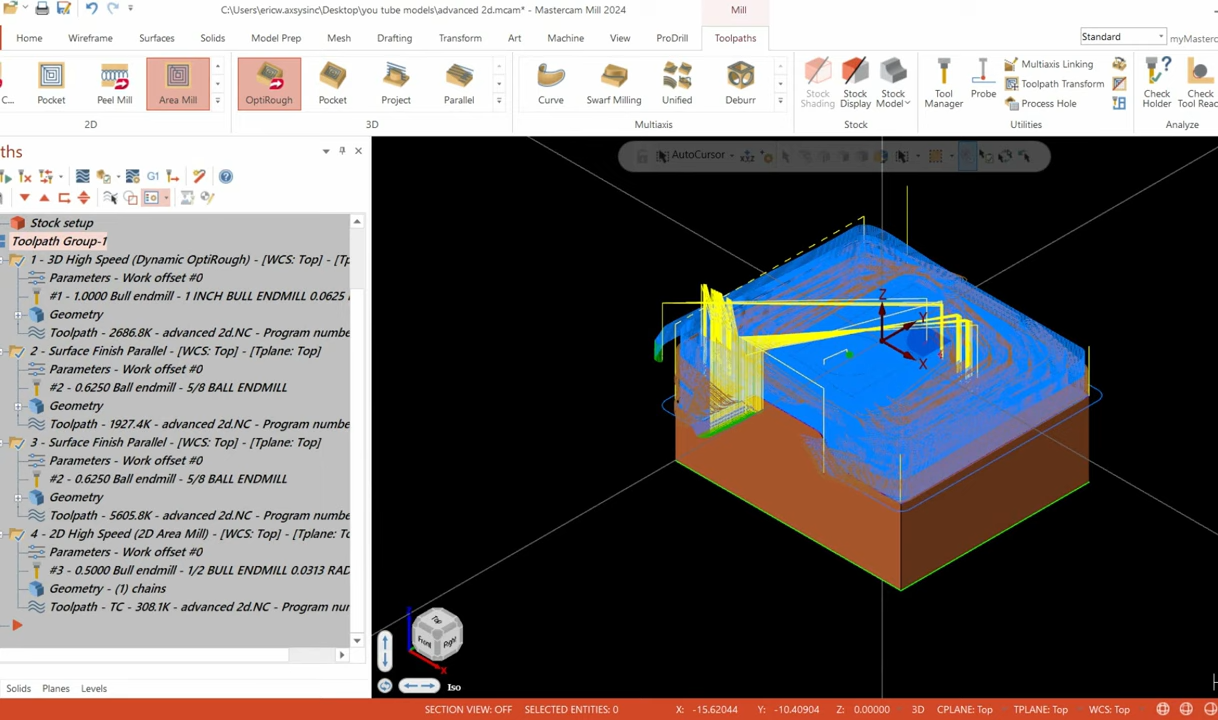 C:\Users\ericw.axsysinc\Desktop\you tube models\advanced 2d.mcam* - Mastercam Mill 2024
Mill
Home Wireframe Surfaces Solids Model Prep Mesh Drafting Transform Art Machine View ProDrill Toolpaths
Standard
myMasterc
C... Pocket Peel Mill Area Mill OptiRough Pocket Project Parallel Curve Swarf Milling Unified Deburr
Stock Shading
Stock Display
Stock Model
Tool Manager
Probe
Multiaxis Linking
Toolpath Transform
Process Hole
Check Holder
Check Tool Reac
2D 3D Multiaxis Stock Utilities Analyze
ths
G1
AutoCursor
Stock setup
Toolpath Group-1
1 - 3D High Speed (Dynamic OptiRough) - [WCS: Top] - [Tp
Parameters - Work offset #0
#1 - 1.0000 Bull endmill - 1 INCH BULL ENDMILL 0.0625
Geometry
Toolpath - 2686.8K - advanced 2d.NC - Program numbe
2 - Surface Finish Parallel - [WCS: Top] - [Tplane: Top]
Parameters - Work offset #0
#2 - 0.6250 Ball endmill - 5/8 BALL ENDMILL
Geometry
Toolpath - 1927.4K - advanced 2d.NC - Program numbe
3 - Surface Finish Parallel - [WCS: Top] - [Tplane: Top]
Parameters - Work offset #0
#2 - 0.6250 Ball endmill - 5/8 BALL ENDMILL
Geometry
Toolpath - 5605.8K - advanced 2d.NC - Program numbe
4 - 2D High Speed (2D Area Mill) - [WCS: Top] - [Tplane:
Parameters - Work offset #0
#3 - 0.5000 Bull endmill - 1/2 BULL ENDMILL 0.0313 RAD
Geometry - (1) chains
Toolpath - TC - 308.1K - advanced 2d.NC - Program nun
Z
Y
X
Top
Front
Right
X
Iso
Solids Planes Levels
SECTION VIEW: OFF SELECTED ENTITIES: 0 X: -15.62044 Y: -10.40904 Z: 0.00000 3D CPLANE: Top TPLANE: Top WCS: Top